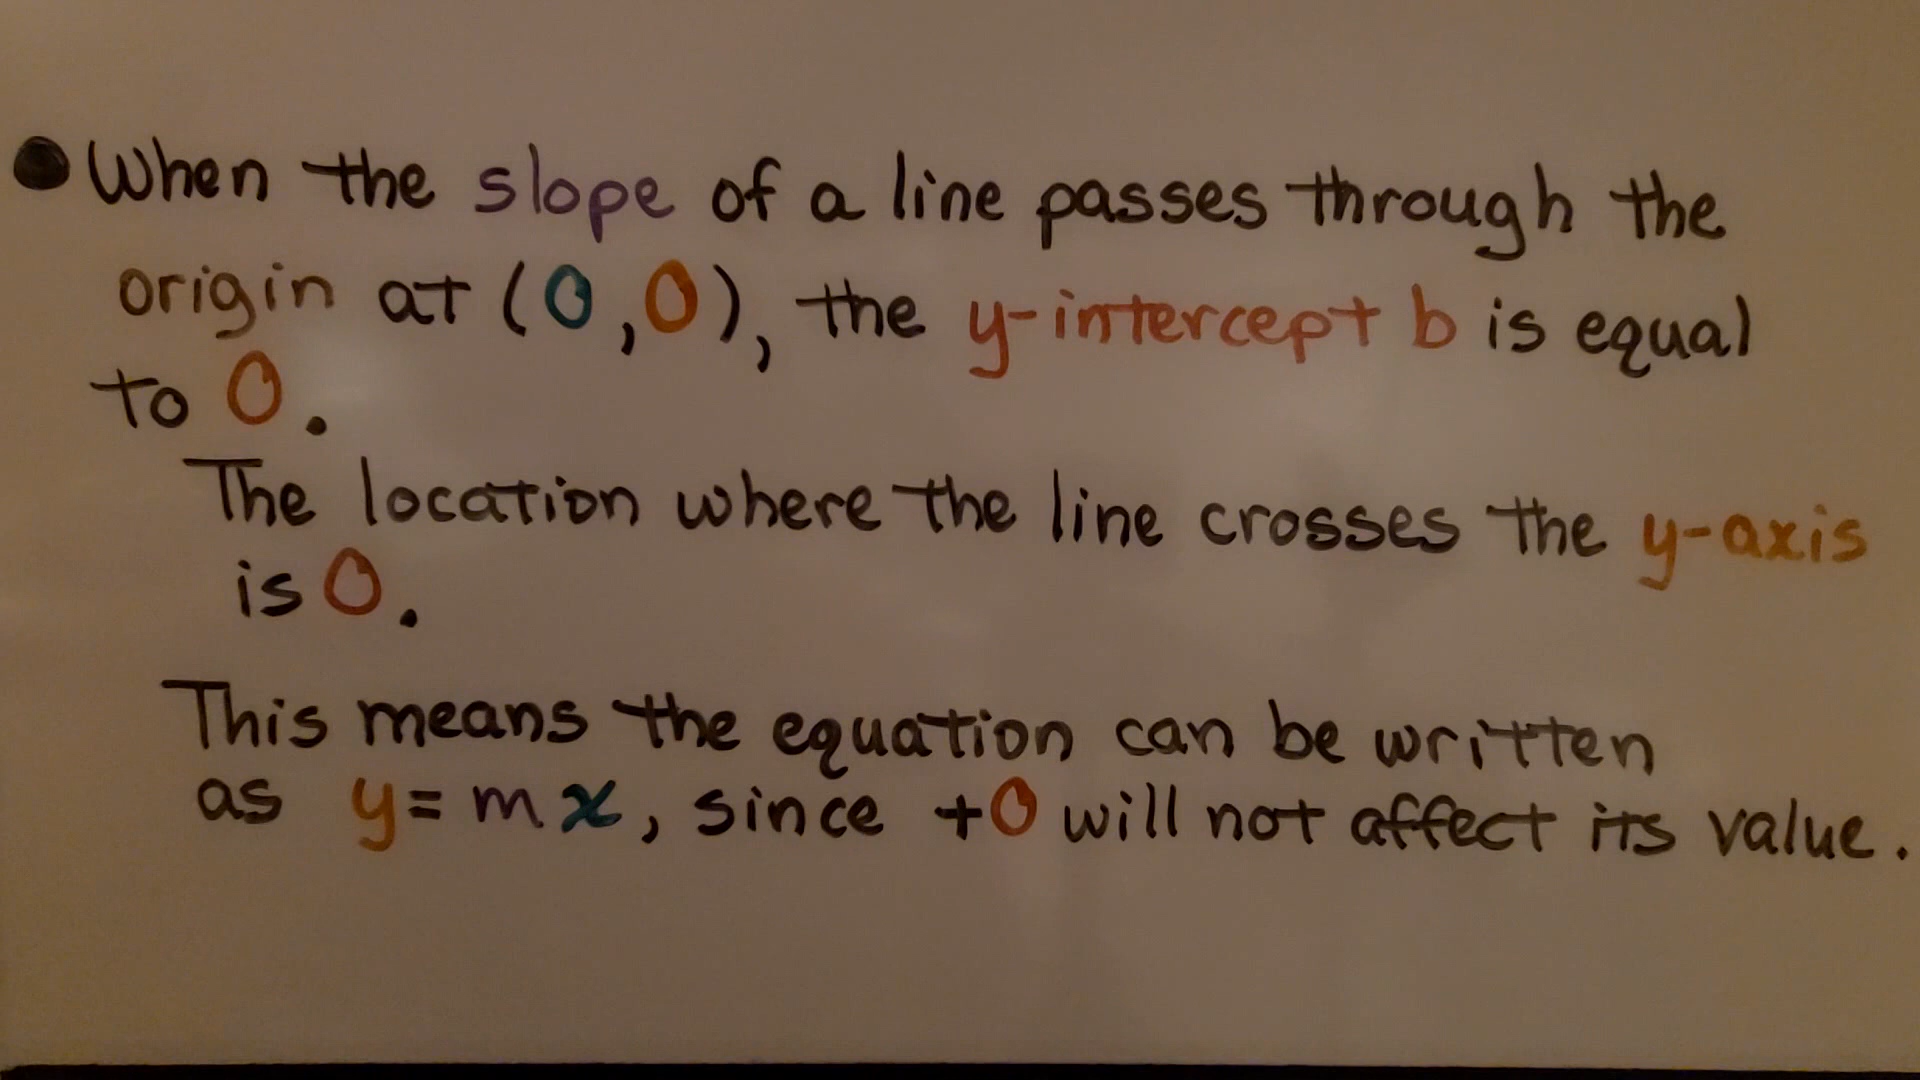 ● When the slope of a line passes through the
origin at (0,0), the y-intercept b is equal
to 0.
The location where the line crosses the y-axis
is 0.
This means the equation can be written
as y=mx, since +0 will not affect its value.